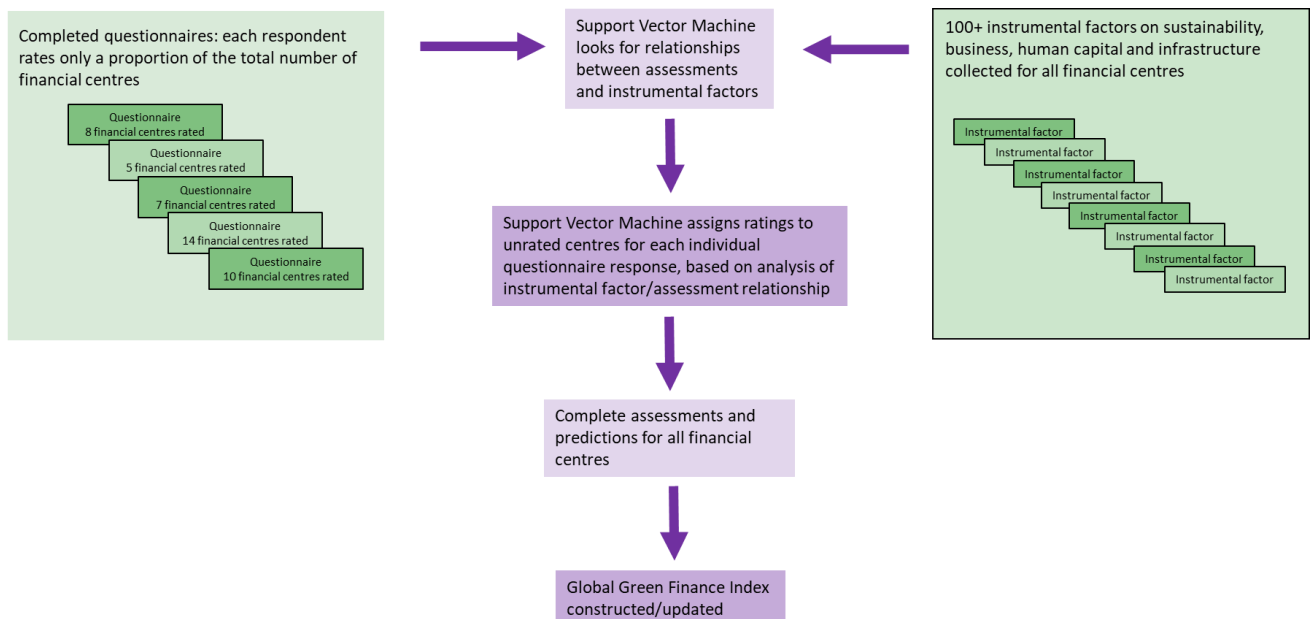 Completed questionnaires: each respondent
rates only a proportion of the total number of
financial centres
Questionnaire
8 financial centres rated
Questionnaire
5 financial centres rated
Questionnaire
7 financial centres rated
Questionnaire
14 financial centres rated
Questionnaire
10 financial centres rated
Support Vector Machine
looks for relationships
between assessments
and instrumental factors
100+ instrumental factors on sustainability,
business, human capital and infrastructure
collected for all financial centres
Instrumental factor
Instrumental factor
Instrumental factor
Instrumental factor
Instrumental factor
Instrumental factor
Instrumental factor
Instrumental factor
Support Vector Machine assigns ratings to
unrated centres for each individual
questionnaire response, based on analysis of
instrumental factor/assessment relationship
Complete assessments and
predictions for all financial
centres
Global Green Finance Index
constructed/updated